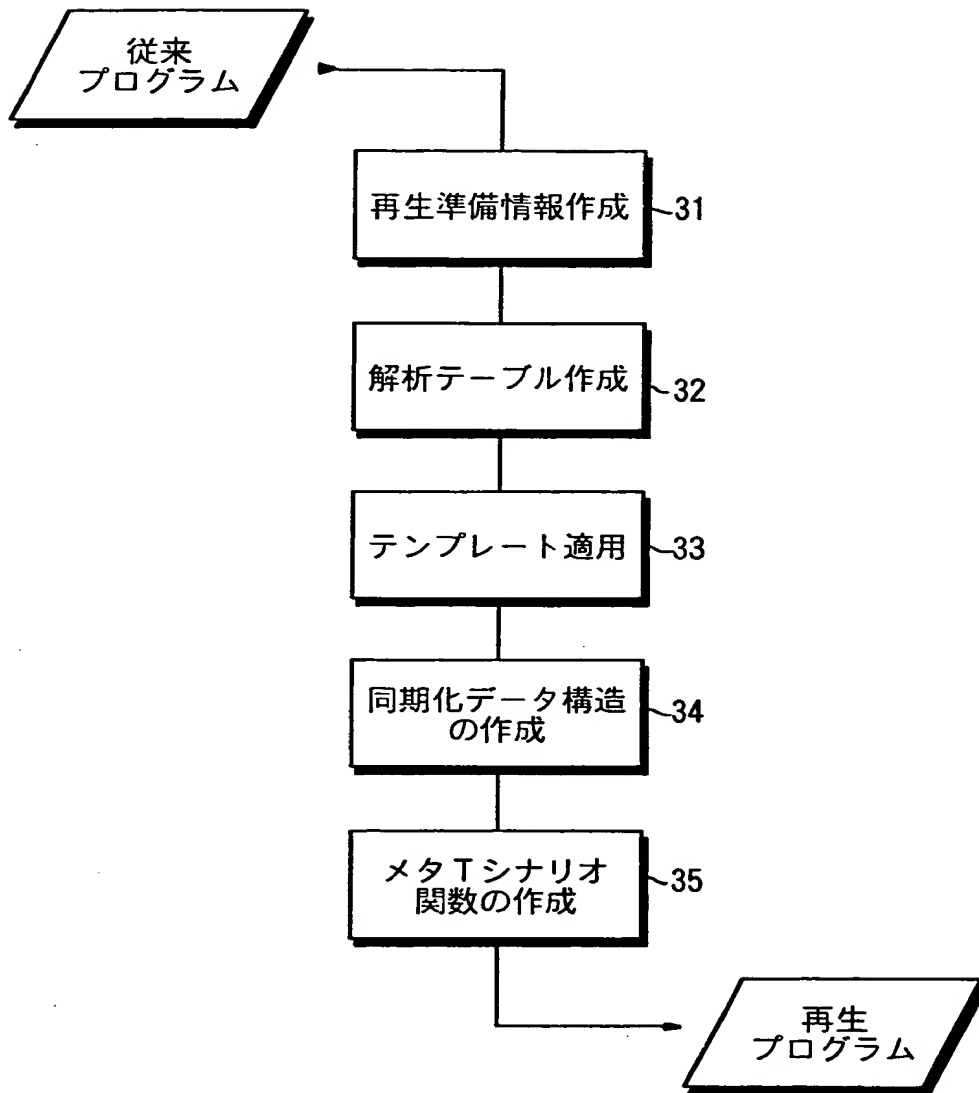 従来
プログラム
再生準備情報作成
31
解析テーブル作成
32
テンプレート適用
33
同期化データ構造
の作成
34
メタTシナリオ
関数の作成
35
再生
プログラム